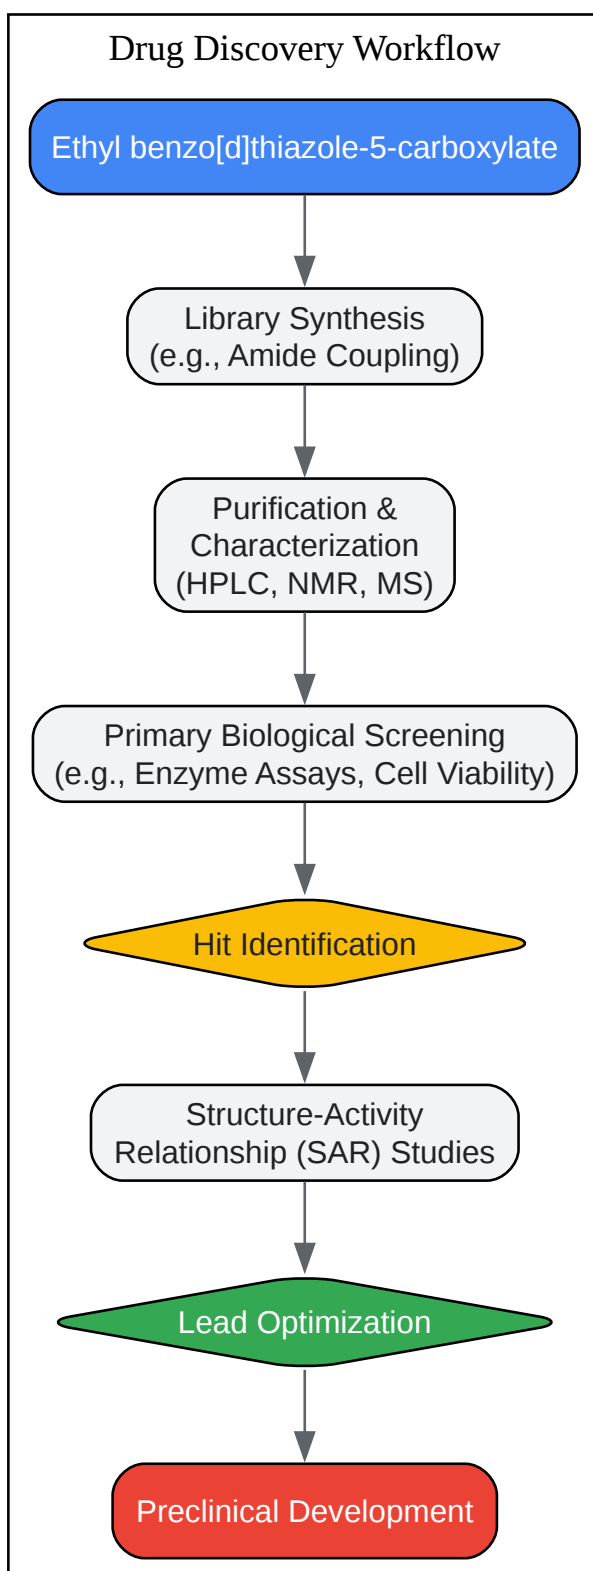 Drug Discovery Workflow
Ethyl benzo[d]thiazole-5-carboxylate
Library Synthesis
(e.g., Amide Coupling)
Purification &
Characterization
(HPLC, NMR, MS)
Primary Biological Screening
(e.g., Enzyme Assays, Cell Viability)
Hit Identification
Structure-Activity
Relationship (SAR) Studies
Lead Optimization
Preclinical Development